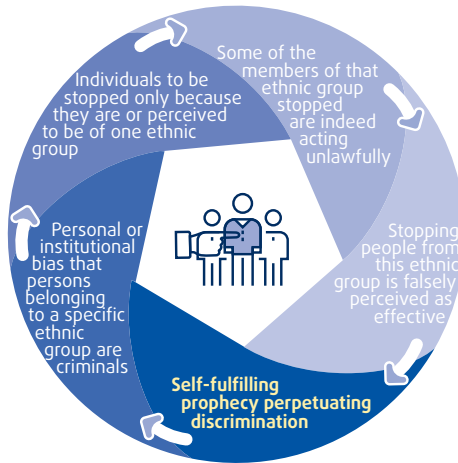 Individuals to be
stopped only because
they are or perceived
to be of one ethnic
group
Some of the
members of that
ethnic group
stopped
are indeed
acting
unlawfully
Stopping
people from
this ethnic
group is falsely
perceived as
effective
Self-fulfilling
prophecy perpetuating
discrimination
Personal or
institutional
bias that
persons
belonging
to a specific
ethnic
group are
criminals